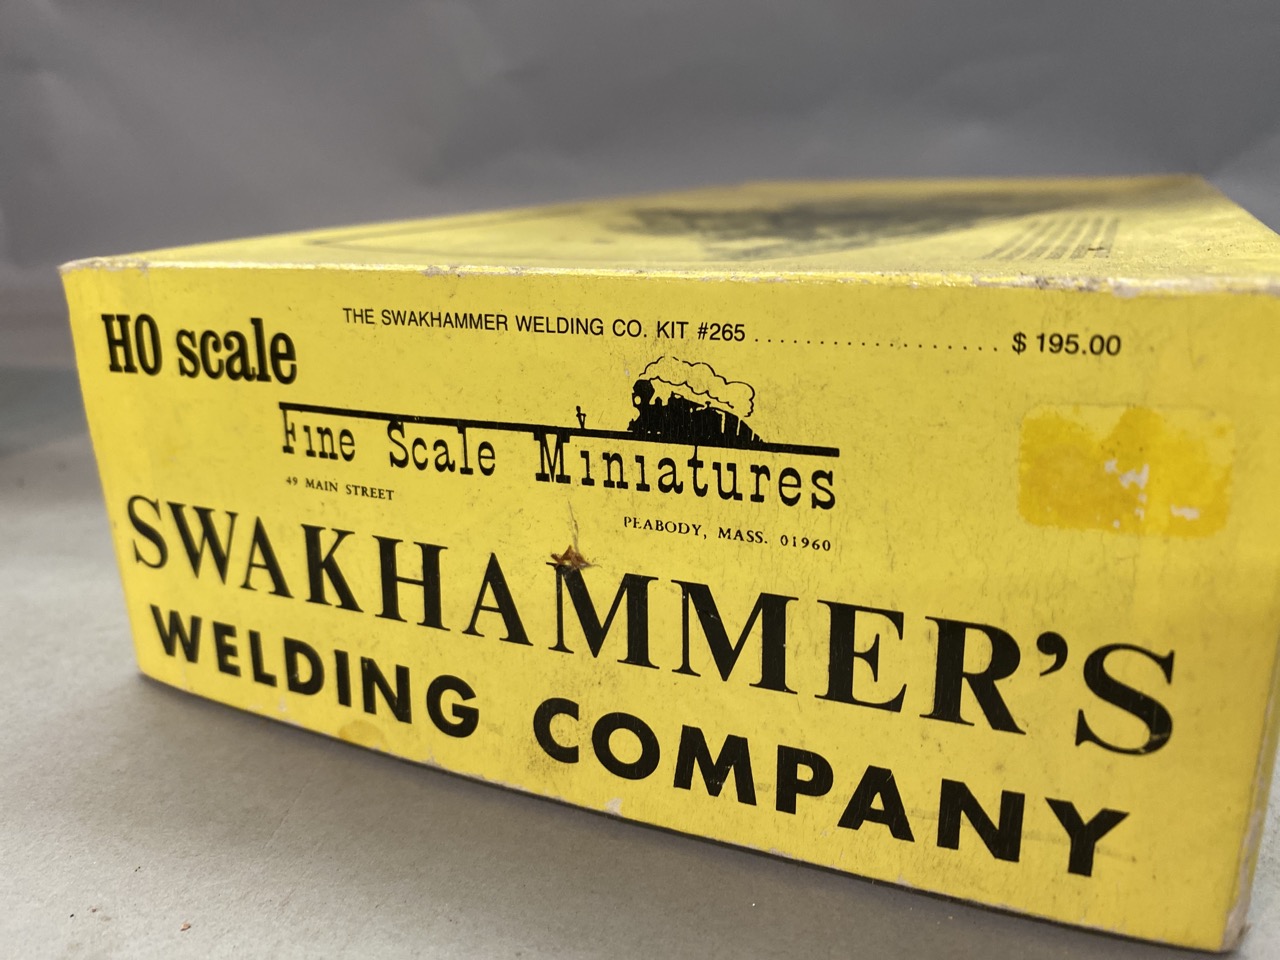 HO scale
THE SWAKHAMMER WELDING CO. KIT #265 ................... $ 195.00
Fine Scale Miniatures
49 MAIN STREET
PEABODY, MASS. 01960
SWAKHAMMER'S
WELDING COMPANY